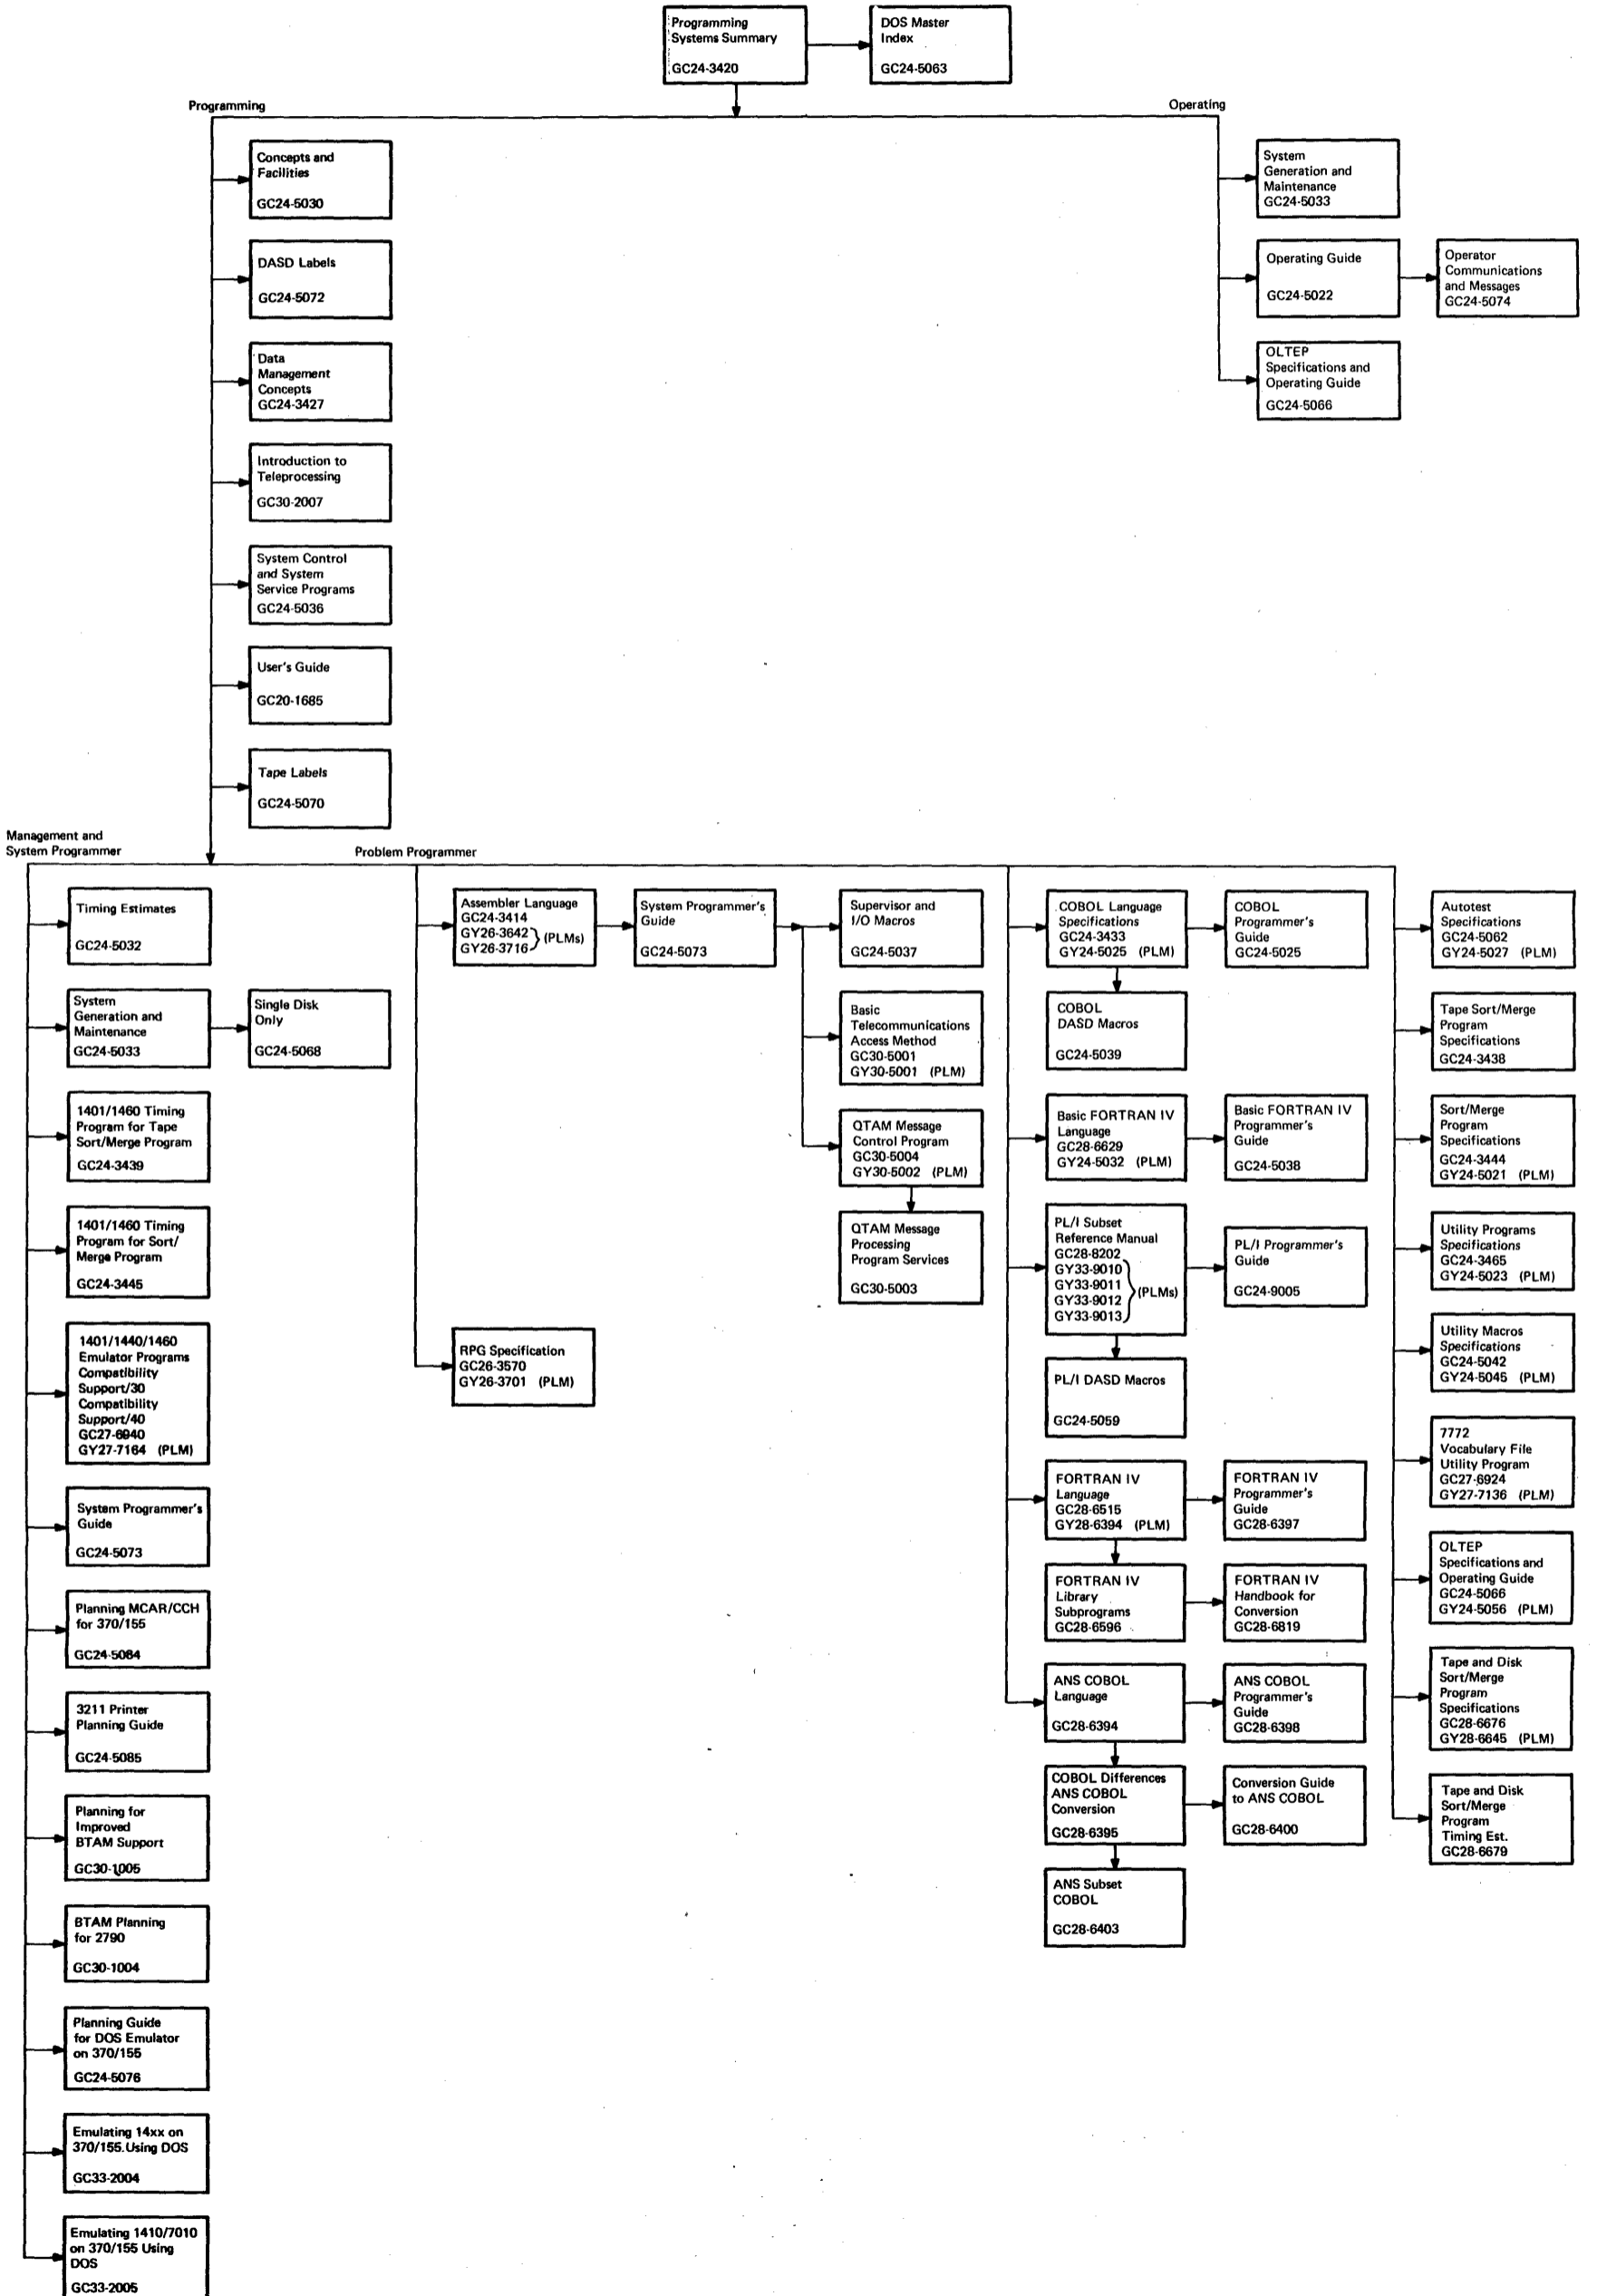 Programming
Systems Summary
GC24-3420
DOS Master
Index
GC24-5063
Programming
Operating
Concepts and
Facilities
GC24-5030
DASD Labels
GC24-5072
Data
Management
Concepts
GC24-3427
Introduction to
Teleprocessing
GC30-2007
System Control
and System
Service Programs
GC24-5036
User's Guide
GC20-1685
Tape Labels
GC24-5070
System
Generation and
Maintenance
GC24-5033
Operating Guide
GC24-5022
Operator
Communications
and Messages
GC24-5074
OLTEP
Specifications and
Operating Guide
GC24-5066
Management and
System Programmer
Problem Programmer
Timing Estimates
GC24-5032
System
Generation and
Maintenance
GC24-5033
Single Disk
Only
GC24-5068
1401/1460 Timing
Program for Tape
Sort/Merge Program
GC24-3439
1401/1460 Timing
Program for Sort/
Merge Program
GC24-3445
1401/1440/1460
Emulator Programs
Compatibility
Support/30
Compatibility
Support/40
GC27-6940
GY27-7164 (PLM)
System Programmer's
Guide
GC24-5073
Planning MCAR/CCH
for 370/155
GC24-5084
3211 Printer
Planning Guide
GC24-5085
Planning for
Improved
BTAM Support
GC30-1005
BTAM Planning
for 2790
GC30-1004
Planning Guide
for DOS Emulator
on 370/155
GC24-5076
Emulating 14xx on
370/155 Using DOS
GC33-2004
Emulating 1410/7010
on 370/155 Using
DOS
GC33-2005
Assembler Language
GC24-3414
GY26-3642
GY26-3716
(PLMs)
System Programmer's
Guide
GC24-5073
Supervisor and
I/O Macros
GC24-5037
Basic
Telecommunications
Access Method
GC30-5001
GY30-5001 (PLM)
QTAM Message
Control Program
GC30-5004
GY30-5002 (PLM)
QTAM Message
Processing
Program Services
GC30-5003
RPG Specification
GC26-3570
GY26-3701 (PLM)
COBOL Language
Specifications
GC24-3433
GY24-5025 (PLM)
COBOL
Programmer's
Guide
GC24-5025
COBOL
DASD Macros
GC24-5039
Basic FORTRAN IV
Language
GC28-6629
GY24-5032 (PLM)
Basic FORTRAN IV
Programmer's
Guide
GC24-5038
PL/I Subset
Reference Manual
GC28-8202
GY33-9010
GY33-9011
GY33-9012
GY33-9013
(PLMs)
PL/I Programmer's
Guide
GC24-9005
PL/I DASD Macros
GC24-5059
FORTRAN IV
Language
GC28-6515
GY28-6394 (PLM)
FORTRAN IV
Programmer's
Guide
GC28-6397
FORTRAN IV
Library
Subprograms
GC28-6596
FORTRAN IV
Handbook for
Conversion
GC28-6819
ANS COBOL
Language
GC28-6394
ANS COBOL
Programmer's
Guide
GC28-6398
COBOL Differences
ANS COBOL
Conversion
GC28-6395
Conversion Guide
to ANS COBOL
GC28-6400
ANS Subset
COBOL
GC28-6403
Autotest
Specifications
GC24-5062
GY24-5027 (PLM)
Tape Sort/Merge
Program
Specifications
GC24-3438
Sort/Merge
Program
Specifications
GC24-3444
GY24-5021 (PLM)
Utility Programs
Specifications
GC24-3465
GY24-5023 (PLM)
Utility Macros
Specifications
GC24-5042
GY24-5045 (PLM)
7772
Vocabulary File
Utility Program
GC27-6924
GY27-7136 (PLM)
OLTEP
Specifications and
Operating Guide
GC24-5066
GY24-5056 (PLM)
Tape and Disk
Sort/Merge
Program
Specifications
GC28-6676
GY28-6645 (PLM)
Tape and Disk
Sort/Merge
Program
Timing Est.
GC28-6679